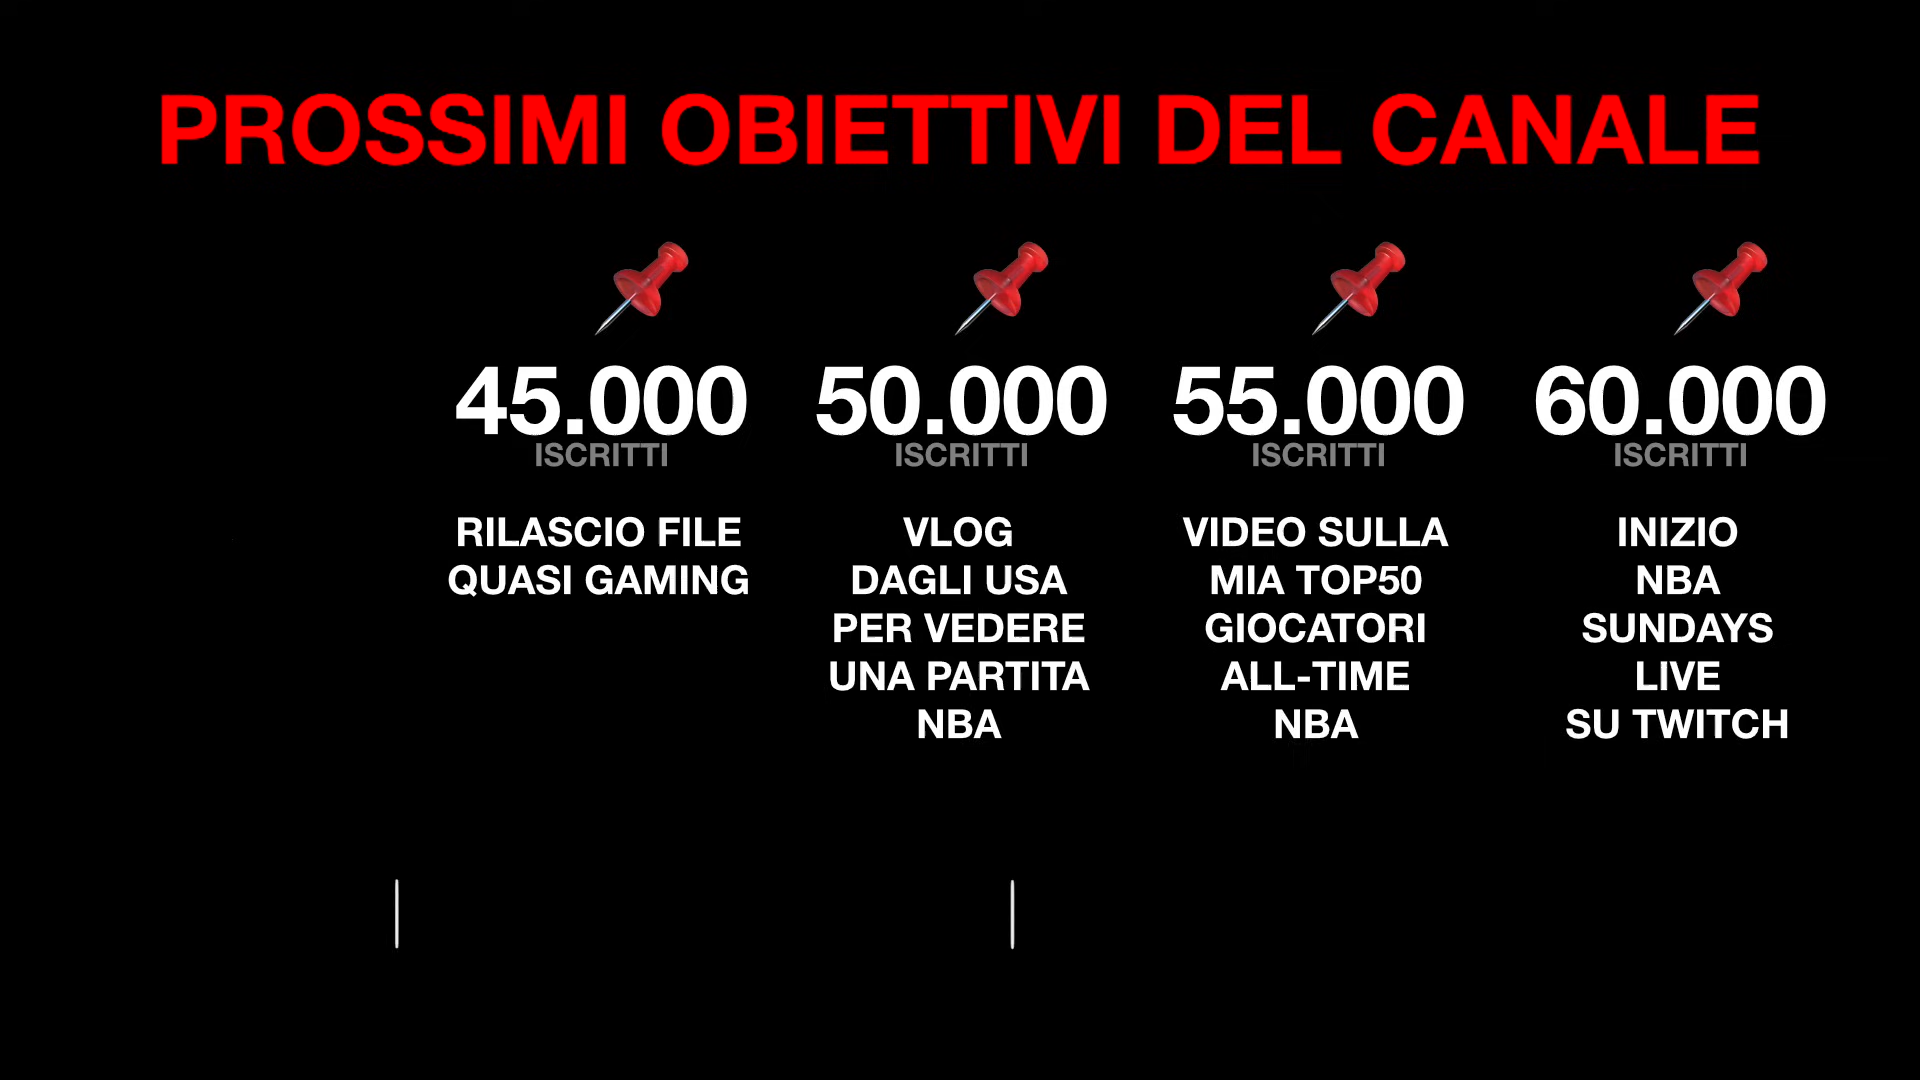 PROSSIMI OBIETTIVI DEL CANALE
45.000
ISCRITTI
RILASCIO FILE
QUASI GAMING
50.000
ISCRITTI
VLOG
DAGLI USA
PER VEDERE
UNA PARTITA
NBA
55.000
ISCRITTI
VIDEO SULLA
MIA TOP50
GIOCATORI
ALL-TIME
NBA
60.000
ISCRITTI
INIZIO
NBA
SUNDAYS
LIVE
SU TWITCH